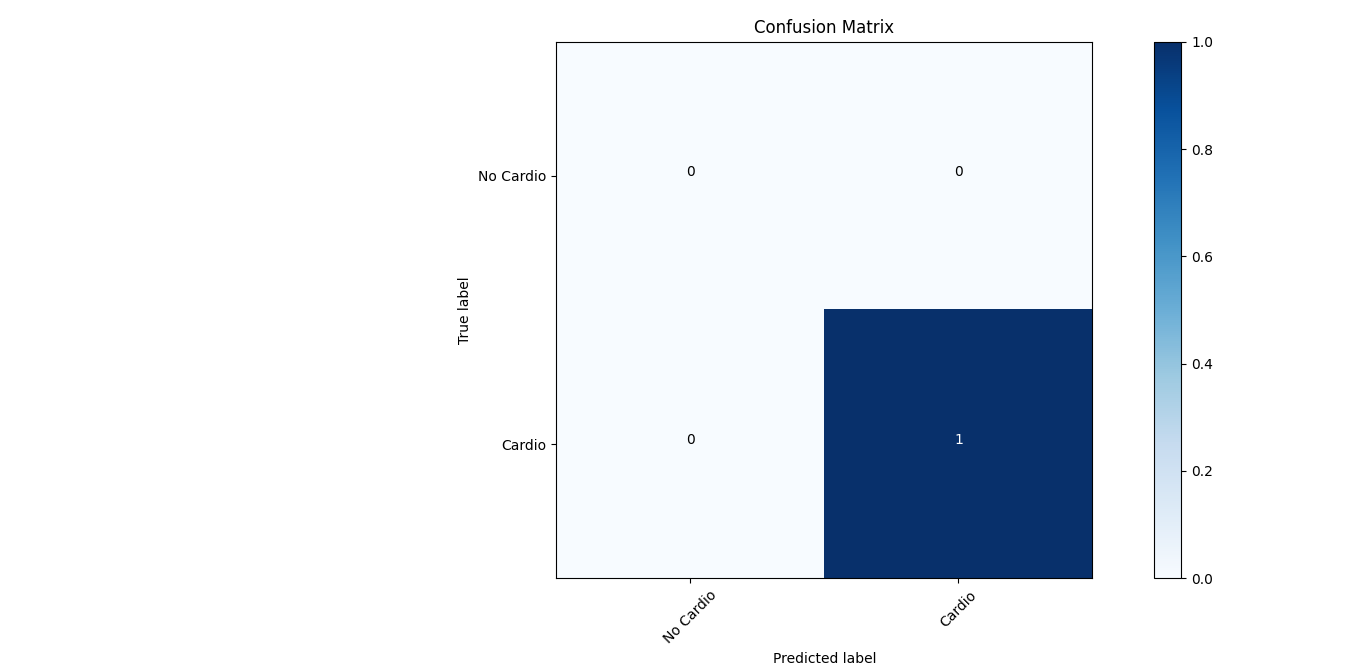 Confusion Matrix
1.0
0.8
0.6
0.4
0.2
0.0
No Cardio
0 0
True label
Cardio
0 1
No Cardio
Cardio
Predicted label